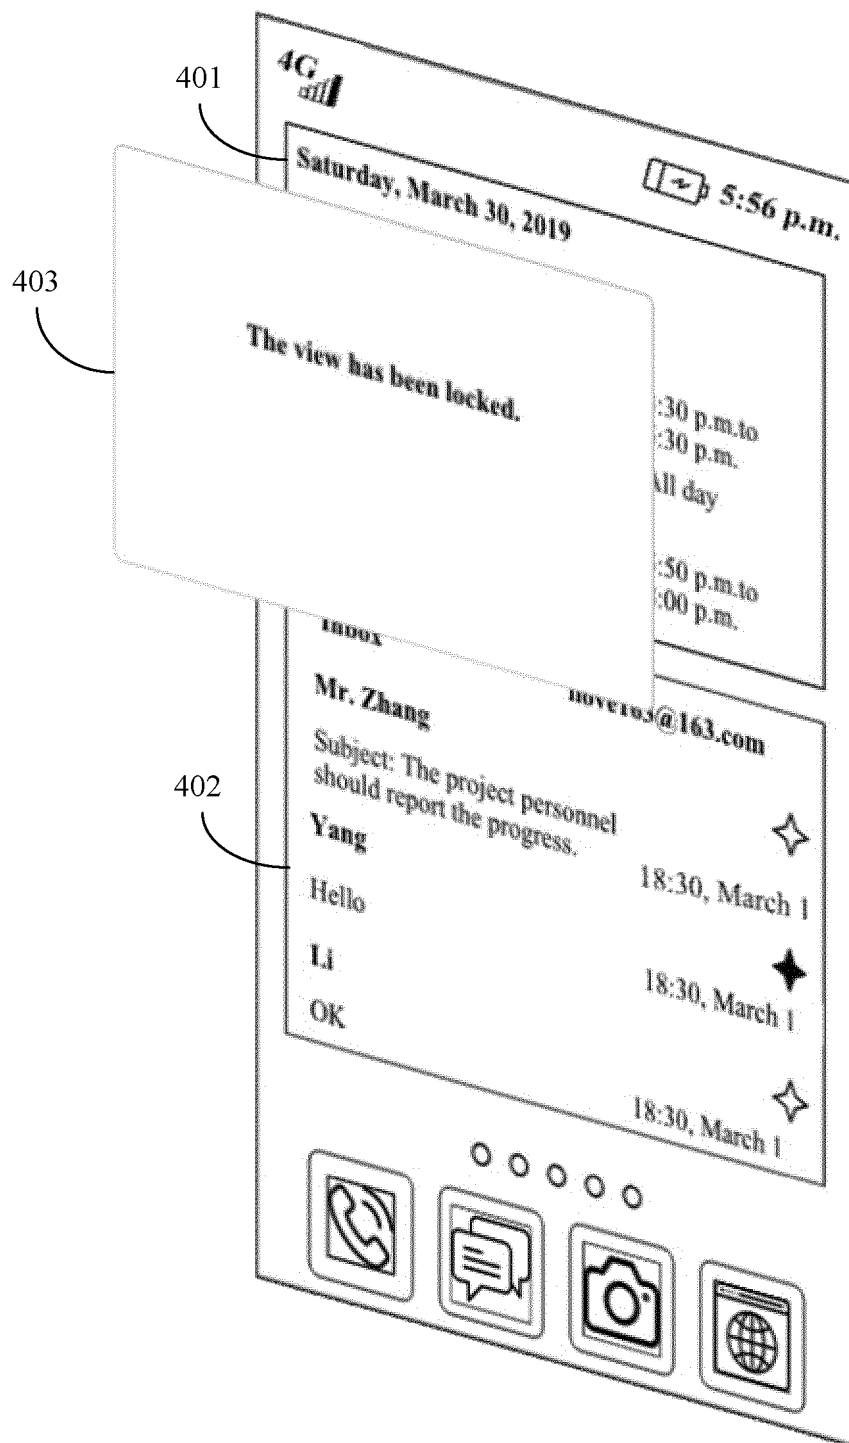 4G
5:56 p.m.
401
Saturday, March 30, 2019
403
The view has been locked.
:30 p.m.to
:30 p.m.
All day
:50 p.m.to
:00 p.m.
Inbox
@163.com
Mr. Zhang
Subject: The project personnel
should report the progress.
402
18:30, March 1
Yang
Hello
18:30, March 1
Li
OK
18:30, March 1